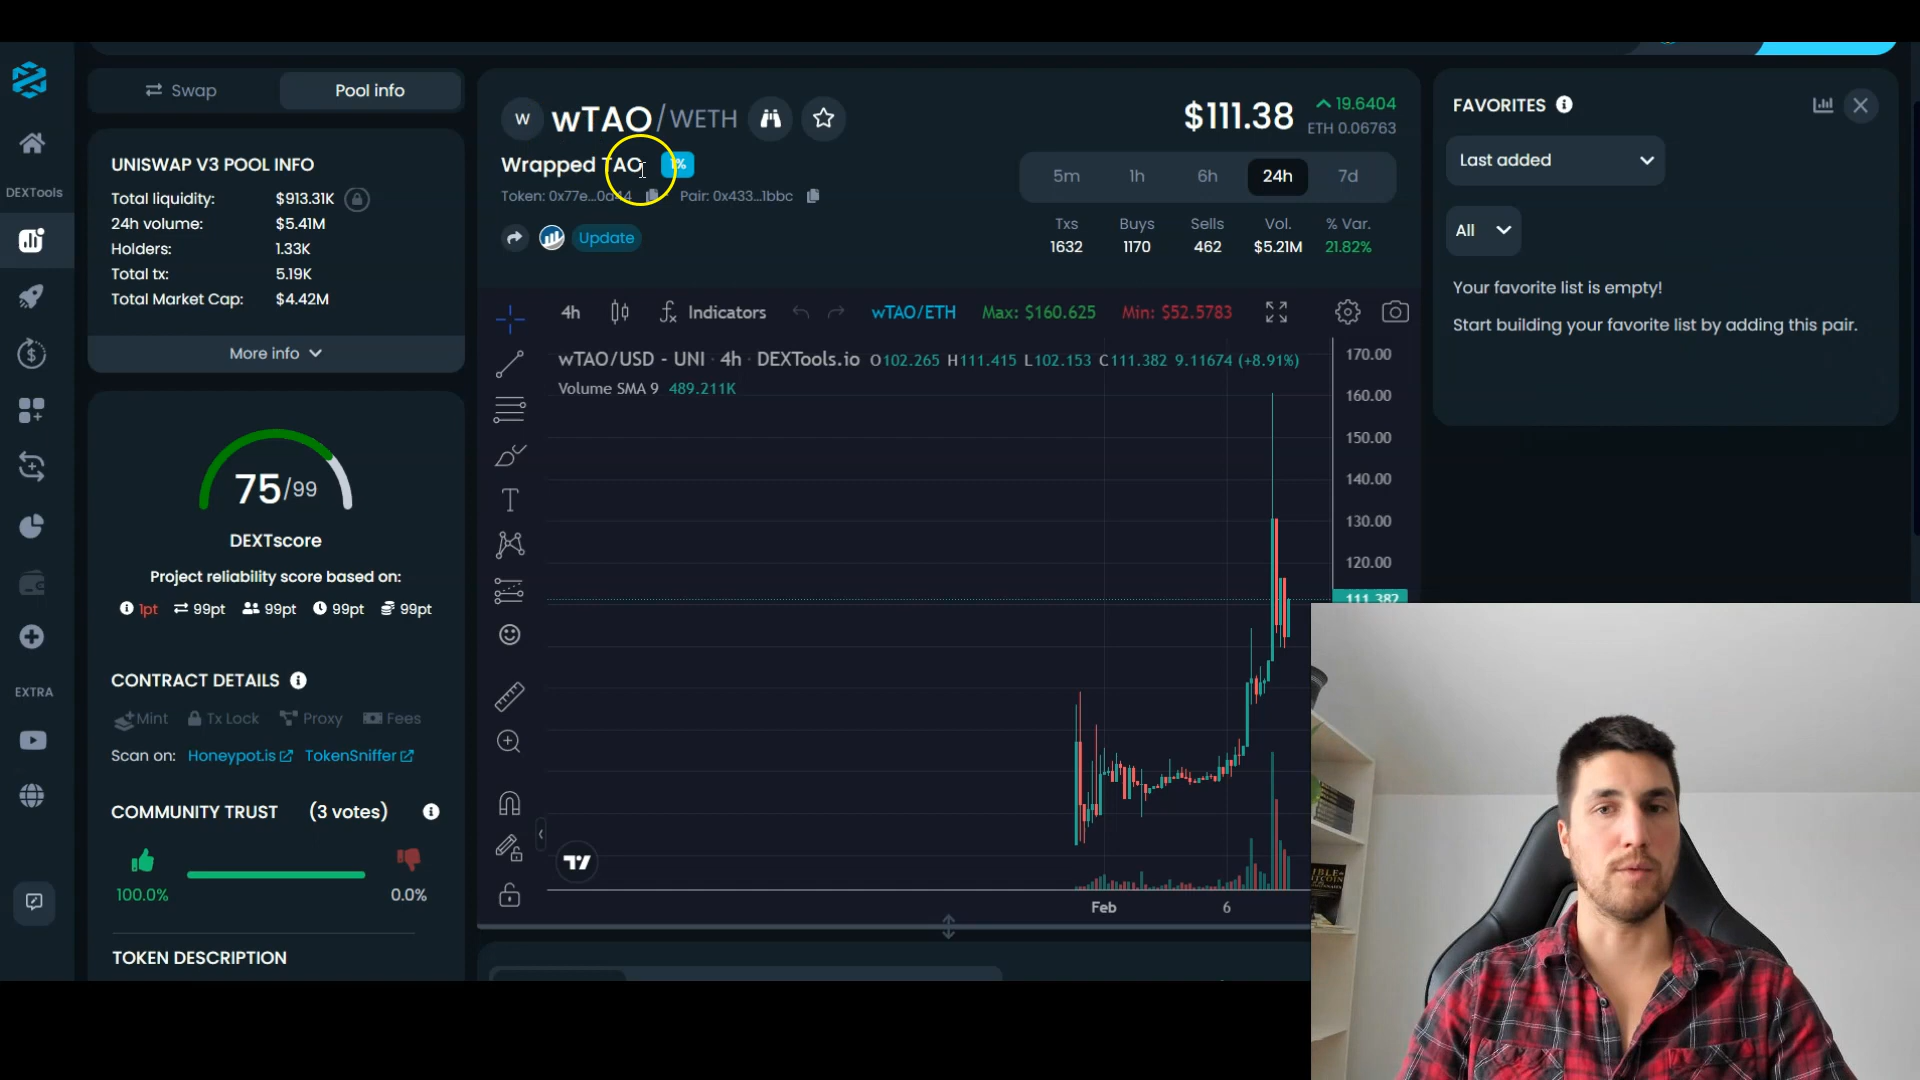 Swap
Pool info
UNISWAP V3 POOL INFO
Total liquidity: $913.31K
24h volume: $5.41M
Holders: 1.33K
Total tx: 5.19K
Total Market Cap: $4.42M
More info
75/99
DEXTscore
Project reliability score based on:
1pt 99pt 99pt 99pt 99pt
CONTRACT DETAILS
Mint Tx Lock Proxy Fees
Scan on: Honeypot.is TokenSniffer
COMMUNITY TRUST (3 votes)
100.0% 0.0%
TOKEN DESCRIPTION
DEXTools
EXTRA
W wTAO/WETH
Wrapped TAO 1%
Token: 0x77e...0a44 Pair: 0x433...1bbc
Update
$111.38 19.6404
ETH 0.06763
5m 1h 6h 24h 7d
Txs Buys Sells Vol. % Var.
1632 1170 462 $5.21M 21.82%
4h Indicators wTAO/ETH Max: $160.625 Min: $52.5783
wTAO/USD - UNI · 4h · DEXTools.io O102.265 H111.415 L102.153 C111.382 9.11674 (+8.91%)
Volume SMA 9 489.211K
170.00
160.00
150.00
140.00
130.00
120.00
111.382
Feb 6
FAVORITES
Last added
All
Your favorite list is empty!
Start building your favorite list by adding this pair.